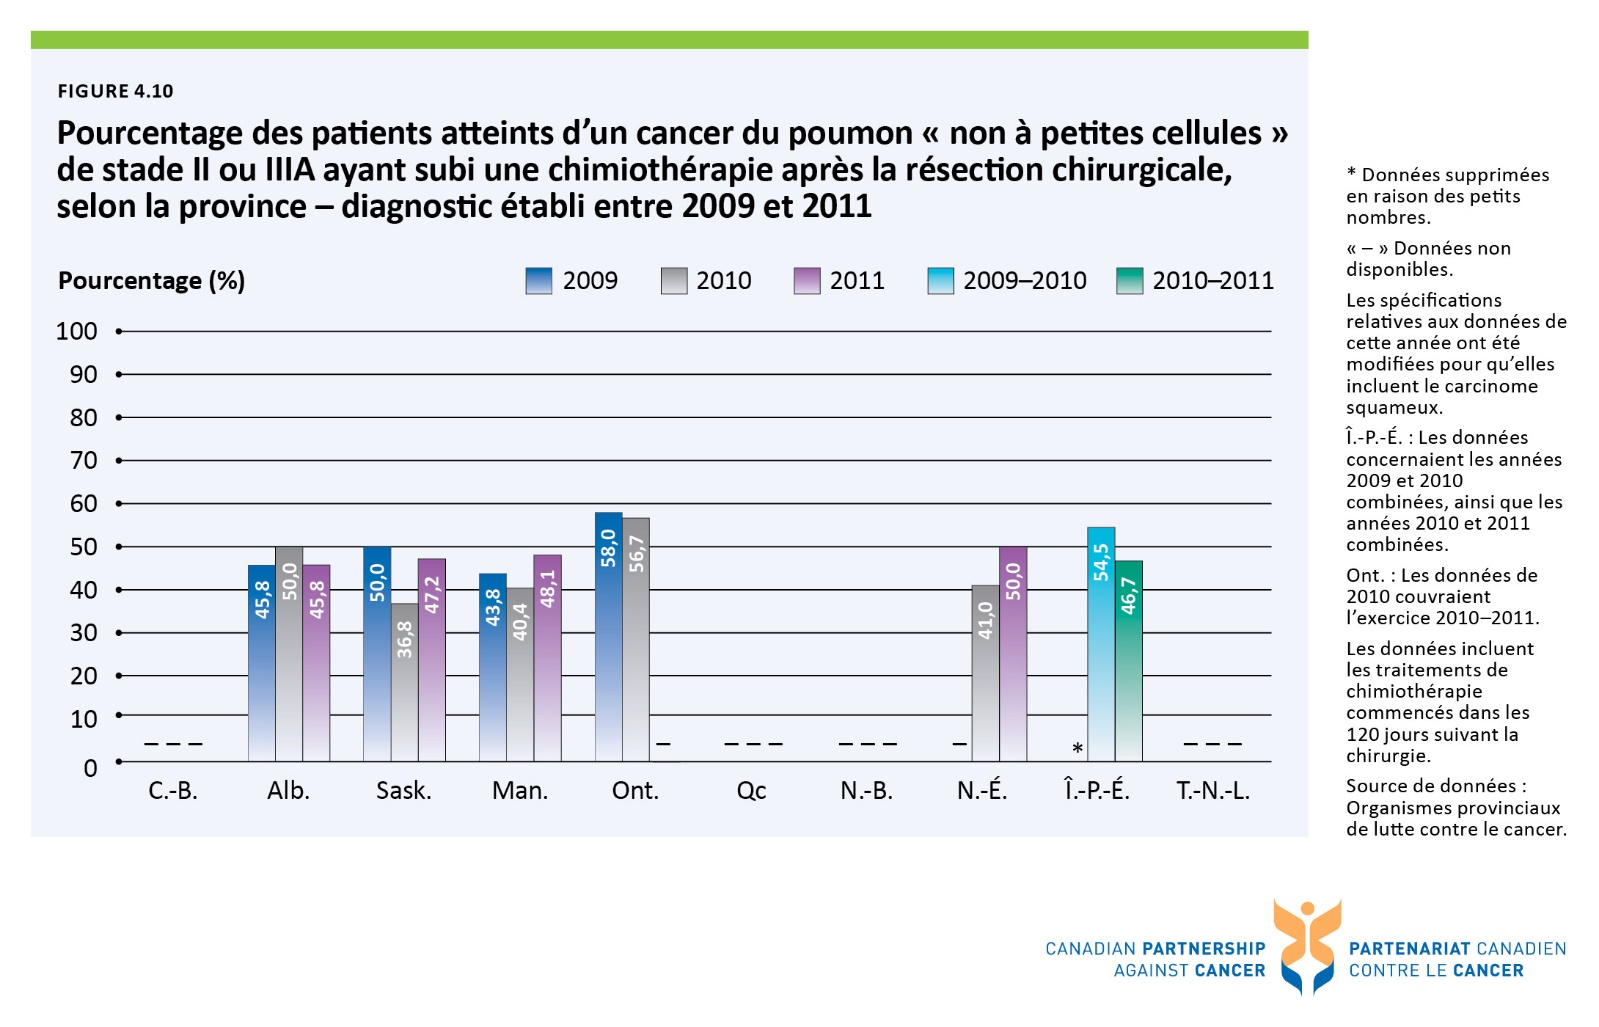 FIGURE 4.10
Pourcentage des patients atteints d’un cancer du poumon « non à petites cellules »
de stade II ou IIIA ayant subi une chimiothérapie après la résection chirurgicale,
selon la province – diagnostic établi entre 2009 et 2011
Pourcentage (%)
2009
2010
2011
2009–2010
2010–2011
100
90
80
70
60
50
40
30
20
10
0
– – –
45,8
50,0
45,8
50,0
36,8
47,2
43,8
40,4
48,1
58,0
56,7
–
– – –
– – –
–
41,0
50,0
*
54,5
46,7
– – –
C.-B.
Alb.
Sask.
Man.
Ont.
Qc
N.-B.
N.-É.
Î.-P.-É.
T.-N.-L.
* Données supprimées
en raison des petits
nombres.
« – » Données non
disponibles.
Les spécifications
relatives aux données de
cette année ont été
modifiées pour qu’elles
incluent le carcinome
squameux.
Î.-P.-É. : Les données
concernaient les années
2009 et 2010
combinées, ainsi que les
années 2010 et 2011
combinées.
Ont. : Les données de
2010 couvraient
l’exercice 2010–2011.
Les données incluent
les traitements de
chimiothérapie
commencés dans les
120 jours suivant la
chirurgie.
Source de données :
Organismes provinciaux
de lutte contre le cancer.
CANADIAN PARTNERSHIP
AGAINST CANCER
PARTENARIAT CANADIEN
CONTRE LE CANCER